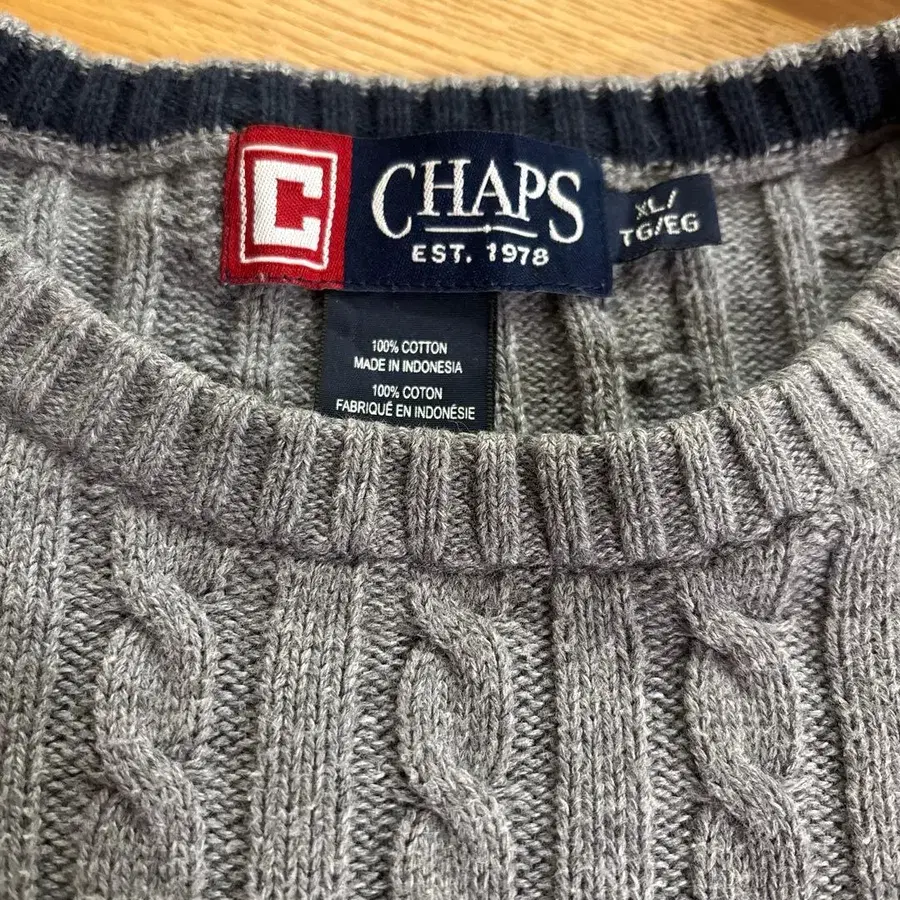 C CHAPS
EST. 1978
XL/
TG/EG
100% COTTON
MADE IN INDONESIA
100% COTON
FABRIQUÉ EN INDONÉSIE